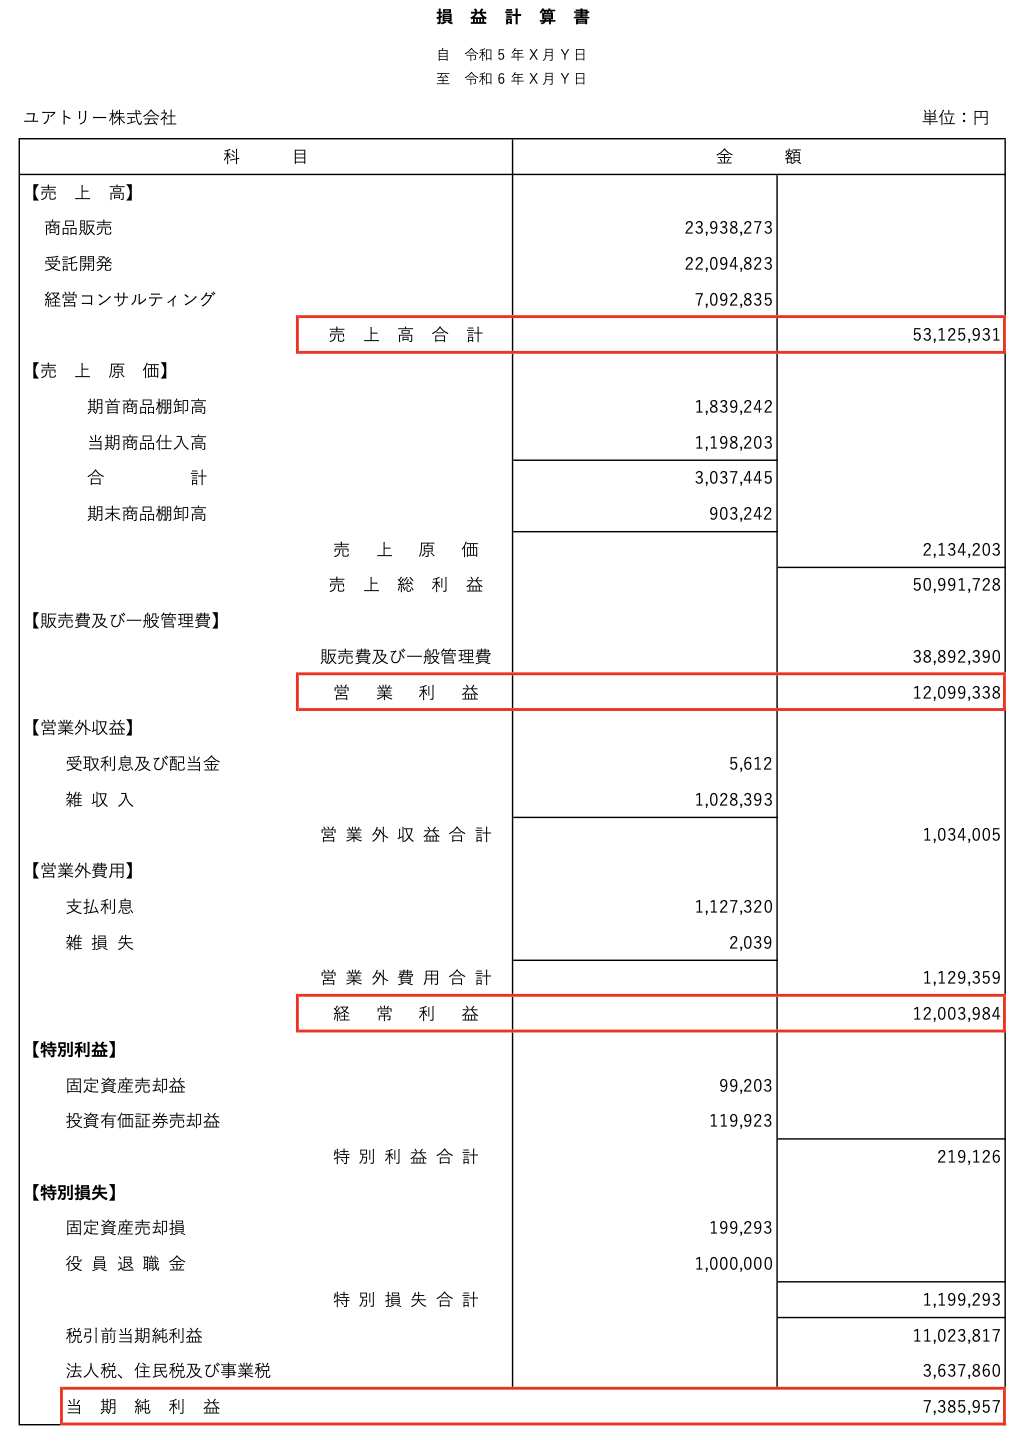 損 益 計 算 書
自 令和 5 年 X 月 Y 日
至 令和 6 年 X 月 Y 日
ユアトリー株式会社 単位：円
科 目 金 額
【売 上 高】
商品販売 23,938,273
受託開発 22,094,823
経営コンサルティング 7,092,835
売 上 高 合 計 53,125,931
【売 上 原 価】
期首商品棚卸高 1,839,242
当期商品仕入高 1,198,203
合 計 3,037,445
期末商品棚卸高 903,242
売 上 原 価 2,134,203
売 上 総 利 益 50,991,728
【販売費及び一般管理費】
販売費及び一般管理費 38,892,390
営 業 利 益 12,099,338
【営業外収益】
受取利息及び配当金 5,612
雑 収 入 1,028,393
営 業 外 収 益 合 計 1,034,005
【営業外費用】
支払利息 1,127,320
雑 損 失 2,039
営 業 外 費 用 合 計 1,129,359
経 常 利 益 12,003,984
【特別利益】
固定資産売却益 99,203
投資有価証券売却益 119,923
特 別 利 益 合 計 219,126
【特別損失】
固定資産売却損 199,293
役 員 退 職 金 1,000,000
特 別 損 失 合 計 1,199,293
税引前当期純利益 11,023,817
法人税、住民税及び事業税 3,637,860
当 期 純 利 益 7,385,957